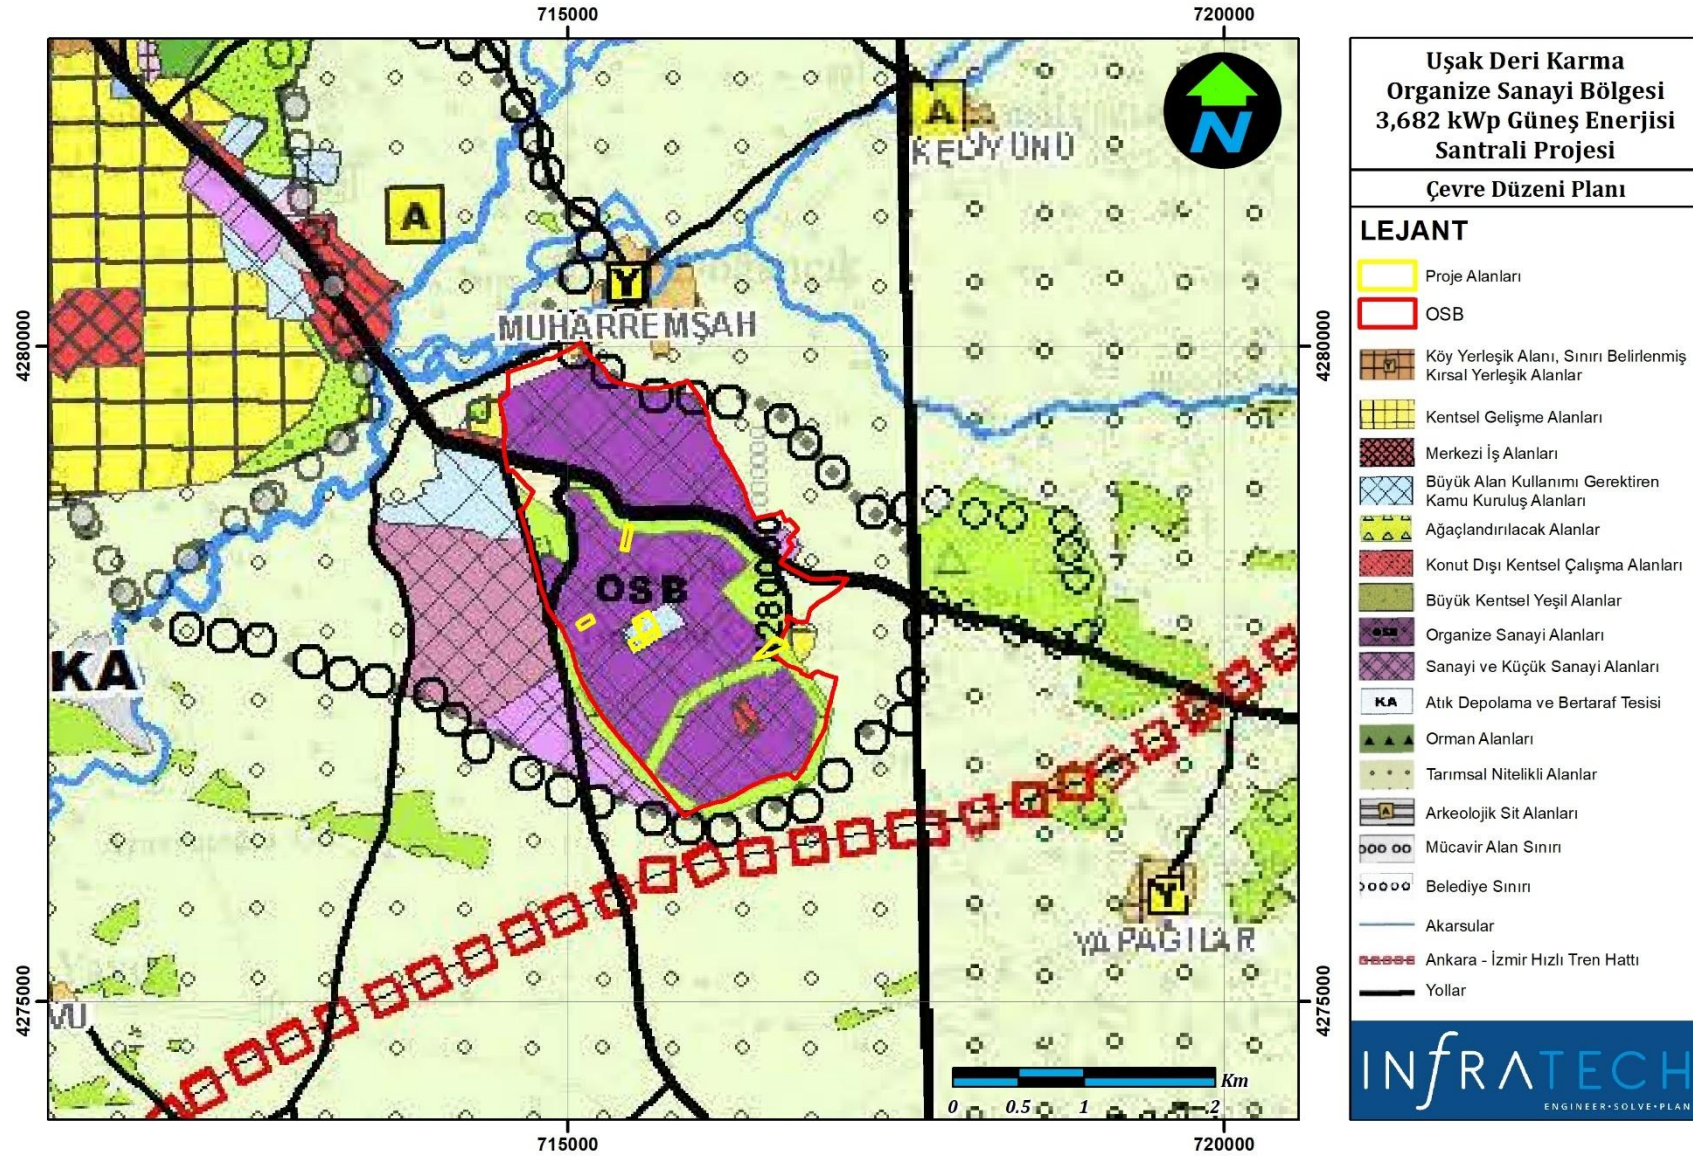 715000
720000
4280000
4275000
A
A
KA
MUHARREMŞAH
Y
OSB
Y
4280000
4275000
Km
0 0.5 1 2
715000
720000
N
Uşak Deri Karma
Organize Sanayi Bölgesi
3,682 kWp Güneş Enerjisi
Santrali Projesi
Çevre Düzeni Planı
LEJANT
Proje Alanları
OSB
Köy Yerleşik Alanı, Sınırı Belirlenmiş
Kırsal Yerleşik Alanlar
Kentsel Gelişme Alanları
Merkezi İş Alanları
Büyük Alan Kullanımı Gerektiren
Kamu Kuruluş Alanları
Ağaçlandırılacak Alanlar
Konut Dışı Kentsel Çalışma Alanları
Büyük Kentsel Yeşil Alanlar
OSB Organize Sanayi Alanları
Sanayi ve Küçük Sanayi Alanları
KA Atık Depolama ve Bertaraf Tesisi
Orman Alanları
Tarımsal Nitelikli Alanlar
A Arkeolojik Sit Alanları
Mücavir Alan Sınırı
Belediye Sınırı
Akarsular
Ankara - İzmir Hızlı Tren Hattı
Yollar
INFRATECH
ENGINEER•SOLVE•PLAN